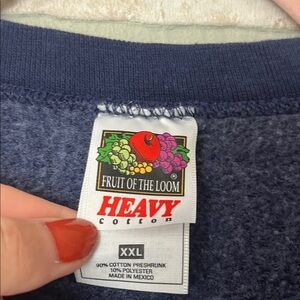 FRUIT OF THE LOOM
®
HEAVY
cotton
XXL
90% COTTON PRESHRUNK
10% POLYESTER
MADE IN MEXICO